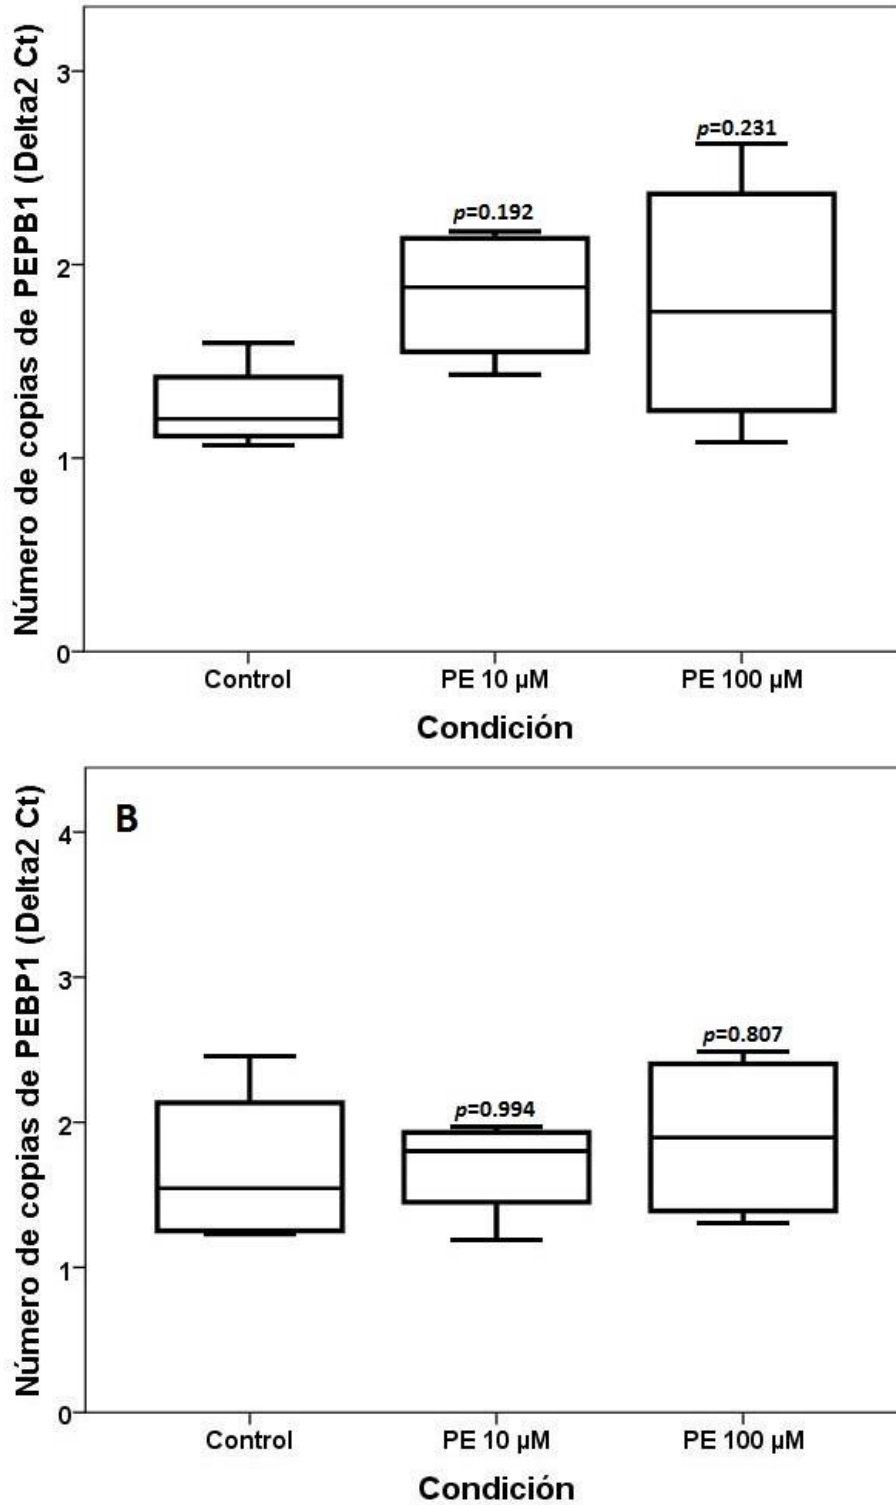 Número de copias de PEPB1 (Delta2 Ct)
3
2
1
0
p=0.192
p=0.231
Control
PE 10 µM
PE 100 µM
Condición
B
Número de copias de PEBP1 (Delta2 Ct)
4
3
2
1
0
p=0.994
p=0.807
Control
PE 10 µM
PE 100 µM
Condición